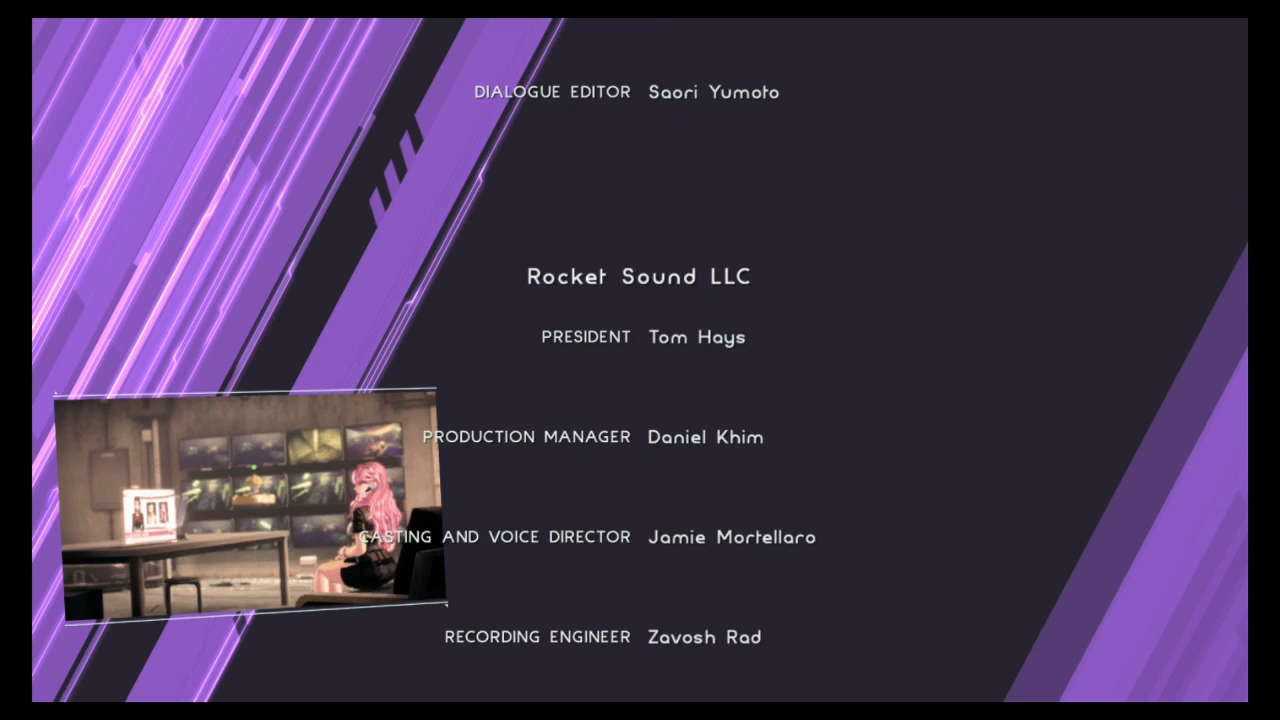 DIALOGUE EDITOR Saori Yumoto
Rocket Sound LLC
PRESIDENT Tom Hays
PRODUCTION MANAGER Daniel Khim
CASTING AND VOICE DIRECTOR Jamie Mortellaro
RECORDING ENGINEER Zavosh Rad